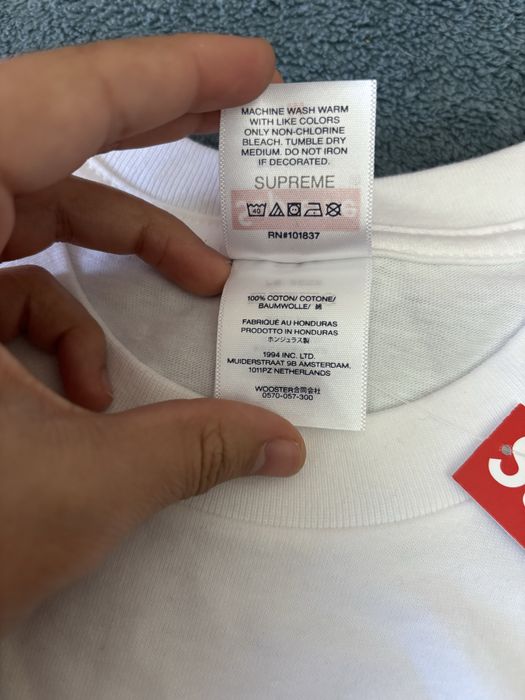 MACHINE WASH WARM
WITH LIKE COLORS
ONLY NON-CHLORINE
BLEACH. TUMBLE DRY
MEDIUM. DO NOT IRON
IF DECORATED.
SUPREME
40
RN#101837
100% COTON/ COTONE/
BAUMWOLLE/ 綿
FABRIQUÉ AU HONDURAS
PRODOTTO IN HONDURAS
ホンジュラス製
1994 INC. LTD.
MUIDERSTRAAT 9B AMSTERDAM,
1011PZ NETHERLANDS
WOOSTER合同会社
0570-057-300